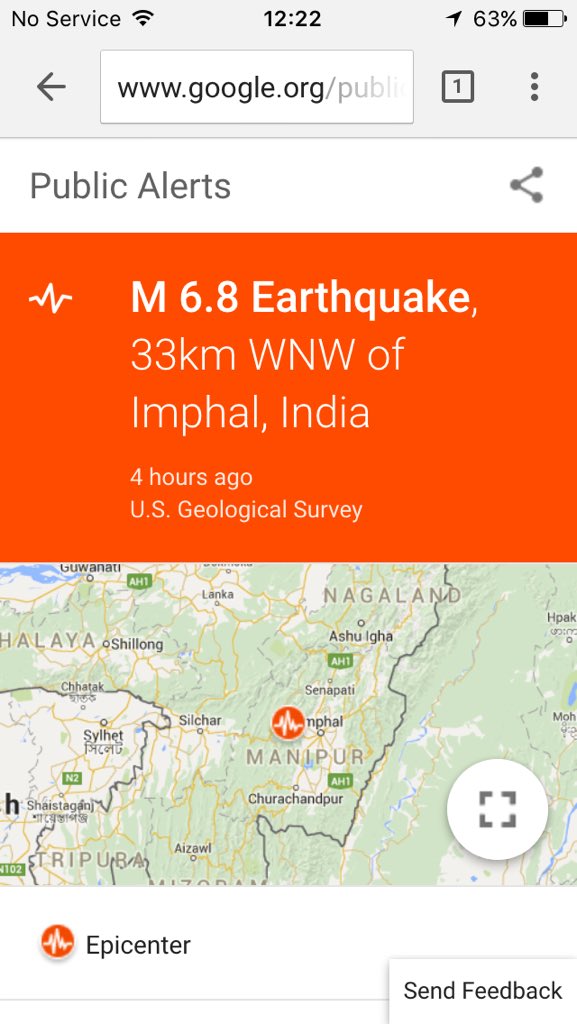 No Service 12:22 63%
www.google.org/public
1
Public Alerts
M 6.8 Earthquake,
33km WNW of
Imphal, India
4 hours ago
U.S. Geological Survey
Guwahati
AH1
Lanka
NAGALAND
HALAYA
Shillong
Ashu Igha
Hpak
AH1
Chhatak
ছাতক
Senapati
Silchar
mphal
Moh
Sylhet
সিলেট
MANIPUR
N2
AH1
h
Shaistaganj
শায়েস্তাগঞ্জ
Churachandpur
Aizawl
N102
TRIPURA
MIZORAM
Epicenter
Send Feedback